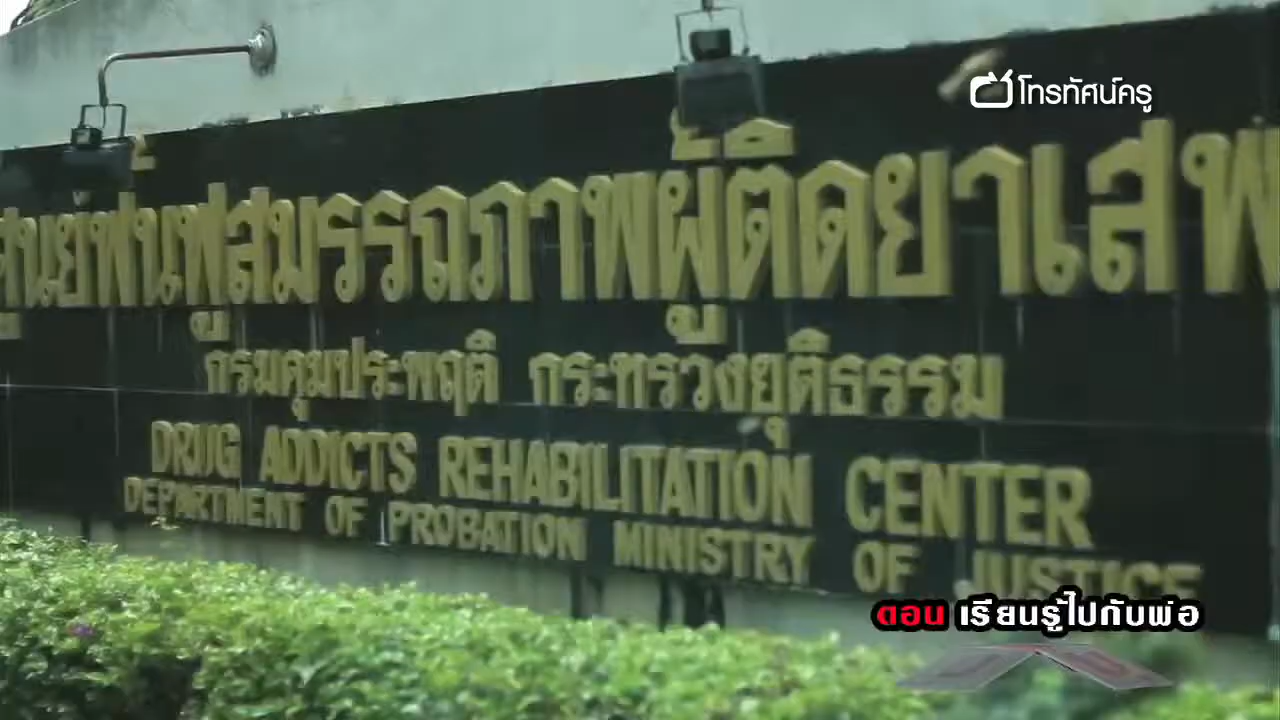 โทรทัศน์ครู
ศูนย์ฟื้นฟูสมรรถภาพผู้ติดยาเสพ
กรมคุมประพฤติ กระทรวงยุติธรรม
DRUG ADDICTS REHABILITATION CENTER
DEPARTMENT OF PROBATION MINISTRY OF JUSTICE
ตอน เรียนรู้ไปกับพ่อ